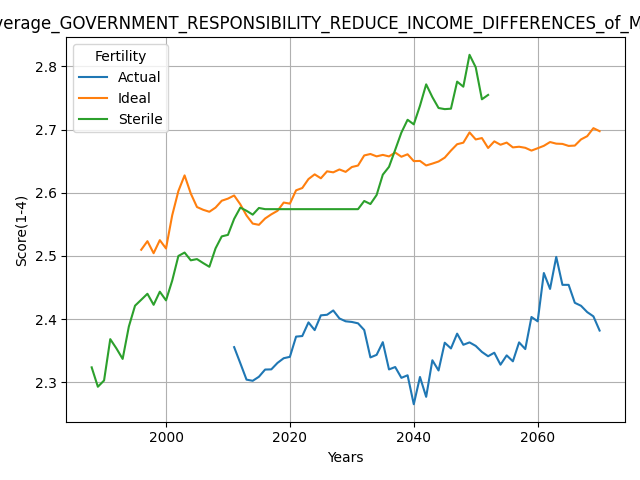 verage_GOVERNMENT_RESPONSIBILITY_REDUCE_INCOME_DIFFERENCES_of_M
Fertility
Actual
Ideal
Sterile
Score(1-4)
2.8
2.7
2.6
2.5
2.4
2.3
2000
2020
2040
2060
Years